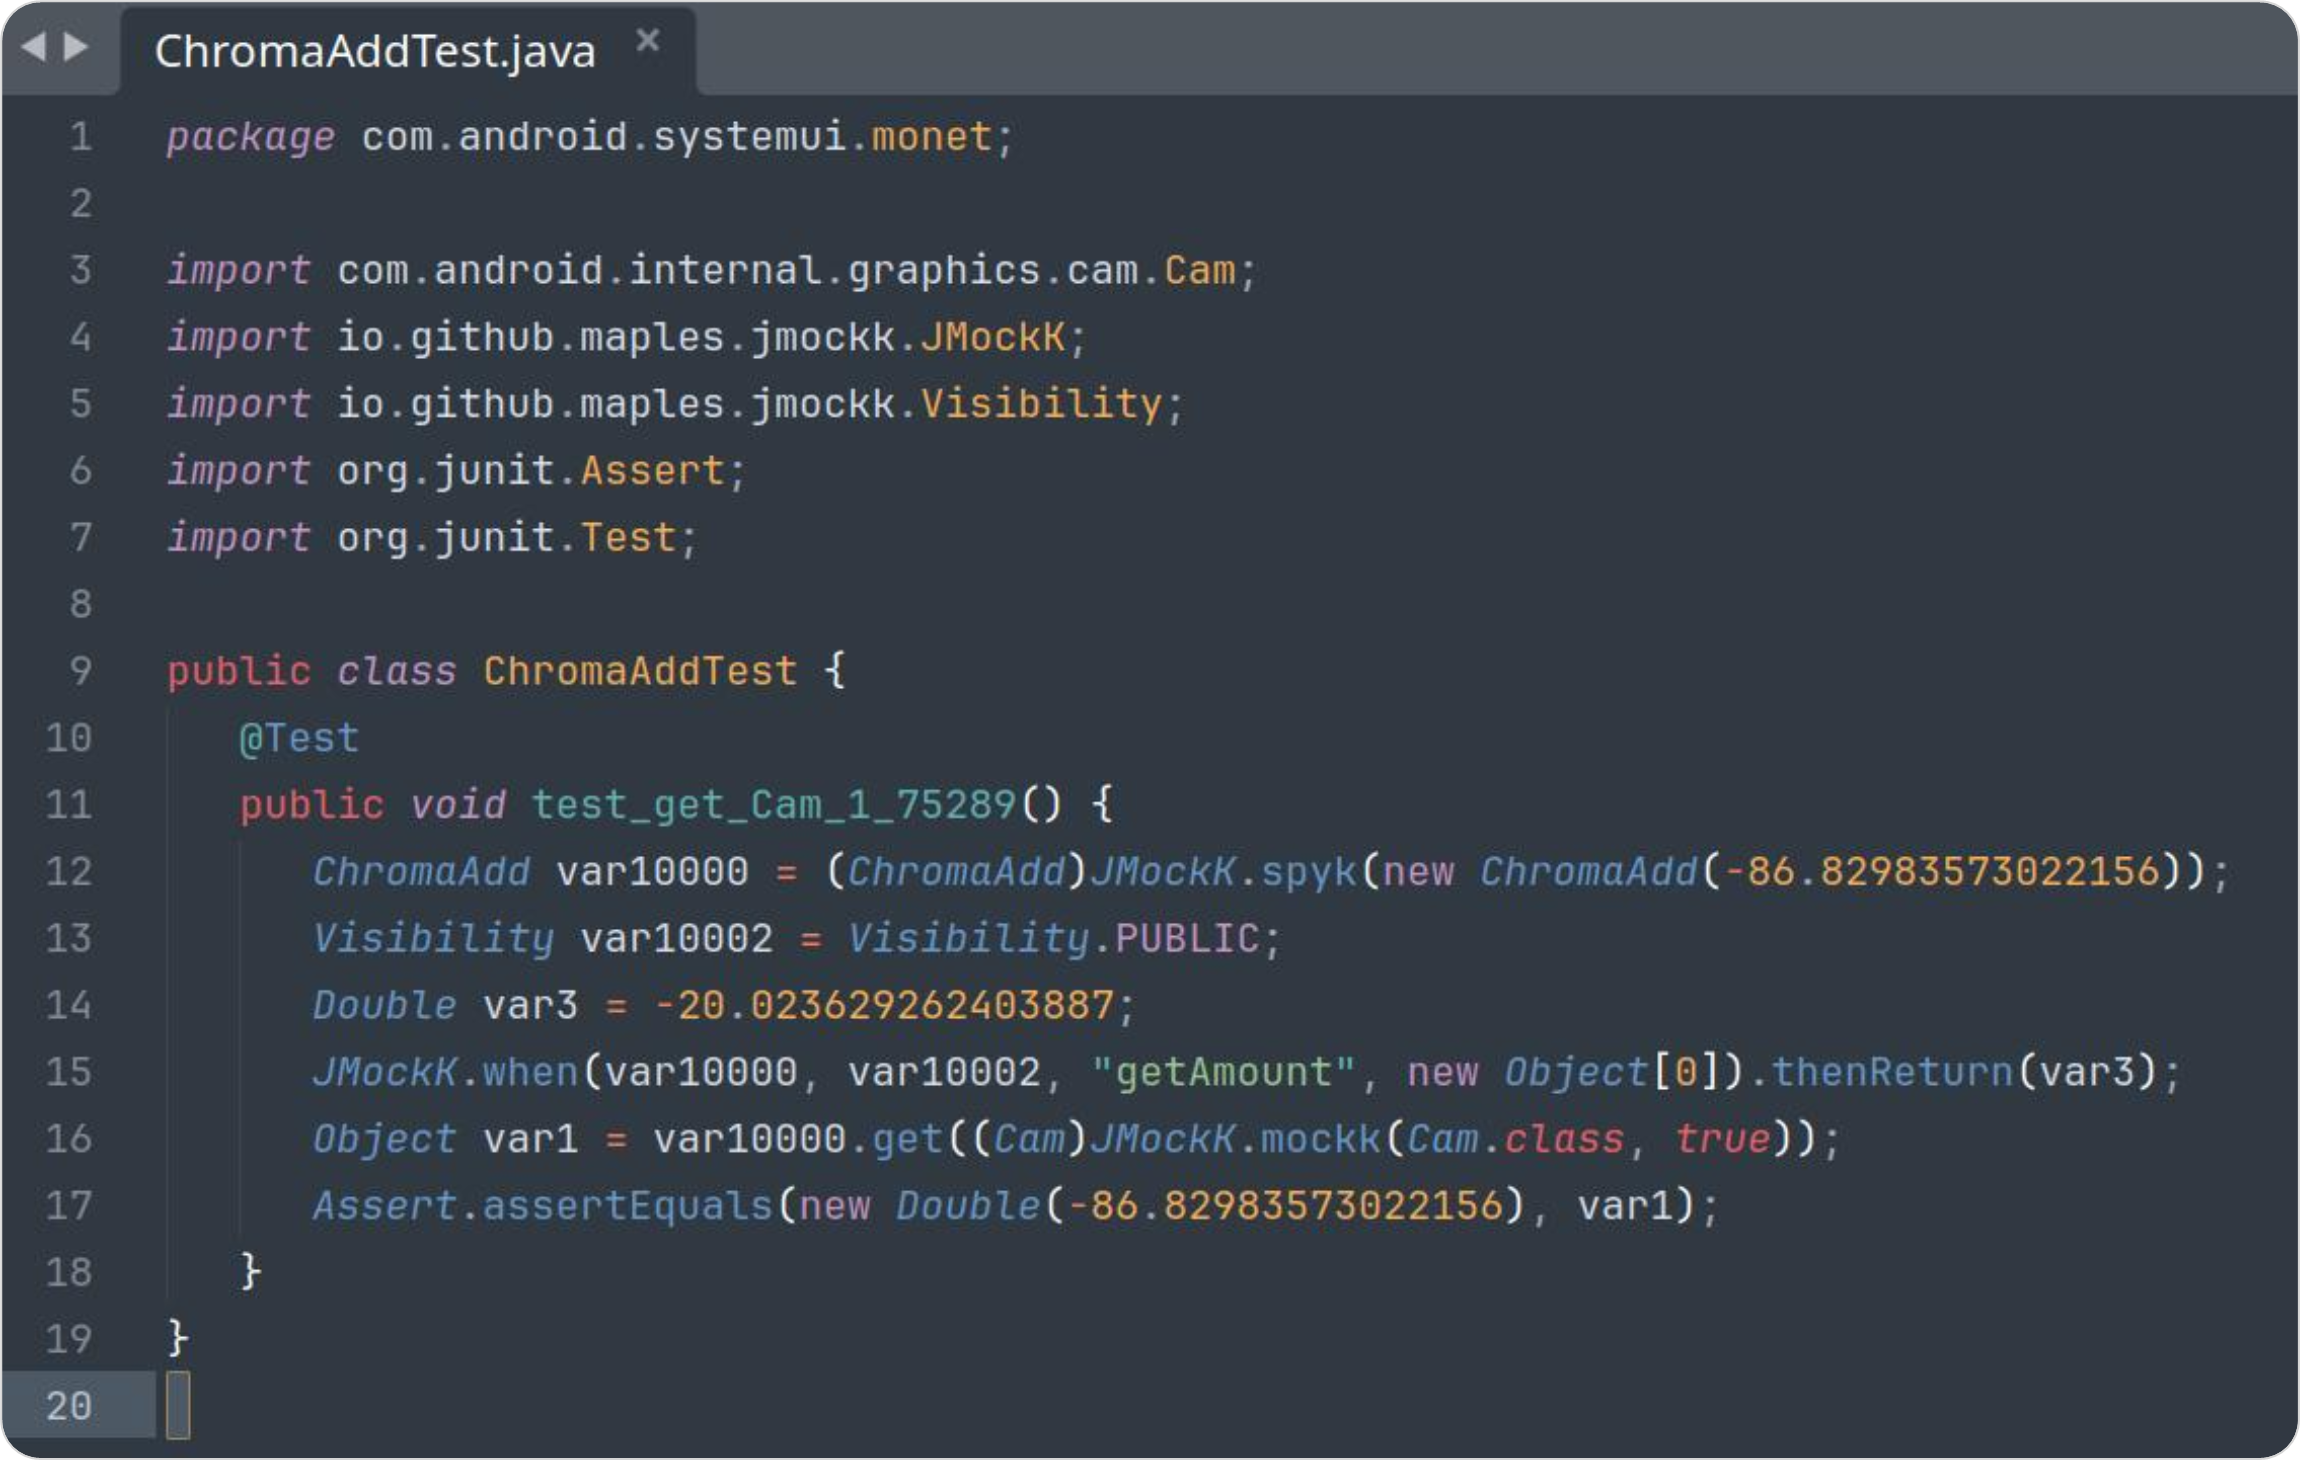 ChromaAddTest.java ×
1 package com.android.systemui.monet;
2
3 import com.android.internal.graphics.cam.Cam;
4 import io.github.maples.jmockk.JMockK;
5 import io.github.maples.jmockk.Visibility;
6 import org.junit.Assert;
7 import org.junit.Test;
8
9 public class ChromaAddTest {
10 @Test
11 public void test_get_Cam_1_75289() {
12 ChromaAdd var10000 = (ChromaAdd)JMockK.spyk(new ChromaAdd(-86.82983573022156));
13 Visibility var10002 = Visibility.PUBLIC;
14 Double var3 = -20.023629262403887;
15 JMockK.when(var10000, var10002, "getAmount", new Object[0]).thenReturn(var3);
16 Object var1 = var10000.get((Cam)JMockK.mockk(Cam.class, true));
17 Assert.assertEquals(new Double(-86.82983573022156), var1);
18 }
19 }
20